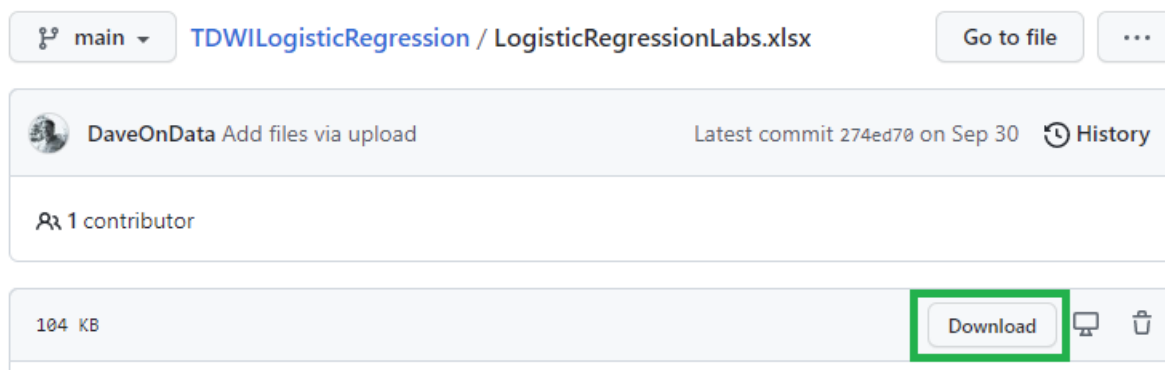 main TDWILogisticRegression / LogisticRegressionLabs.xlsx Go to file ...
DaveOnData Add files via upload Latest commit 274ed70 on Sep 30 History
1 contributor
104 KB Download